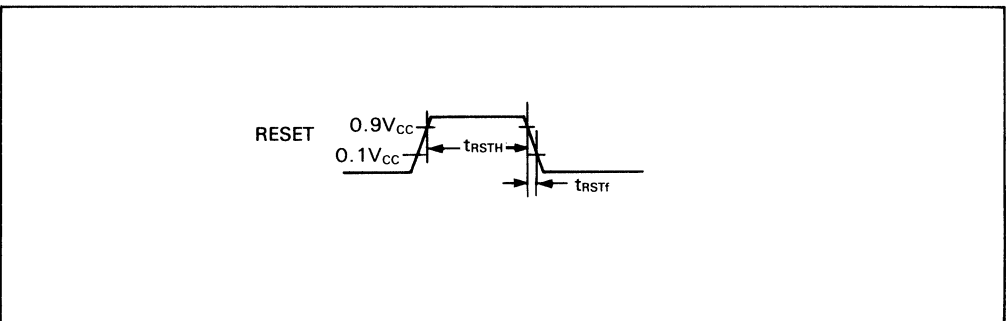 RESET
0.9VCC
0.1VCC
tRSTH
tRSTf